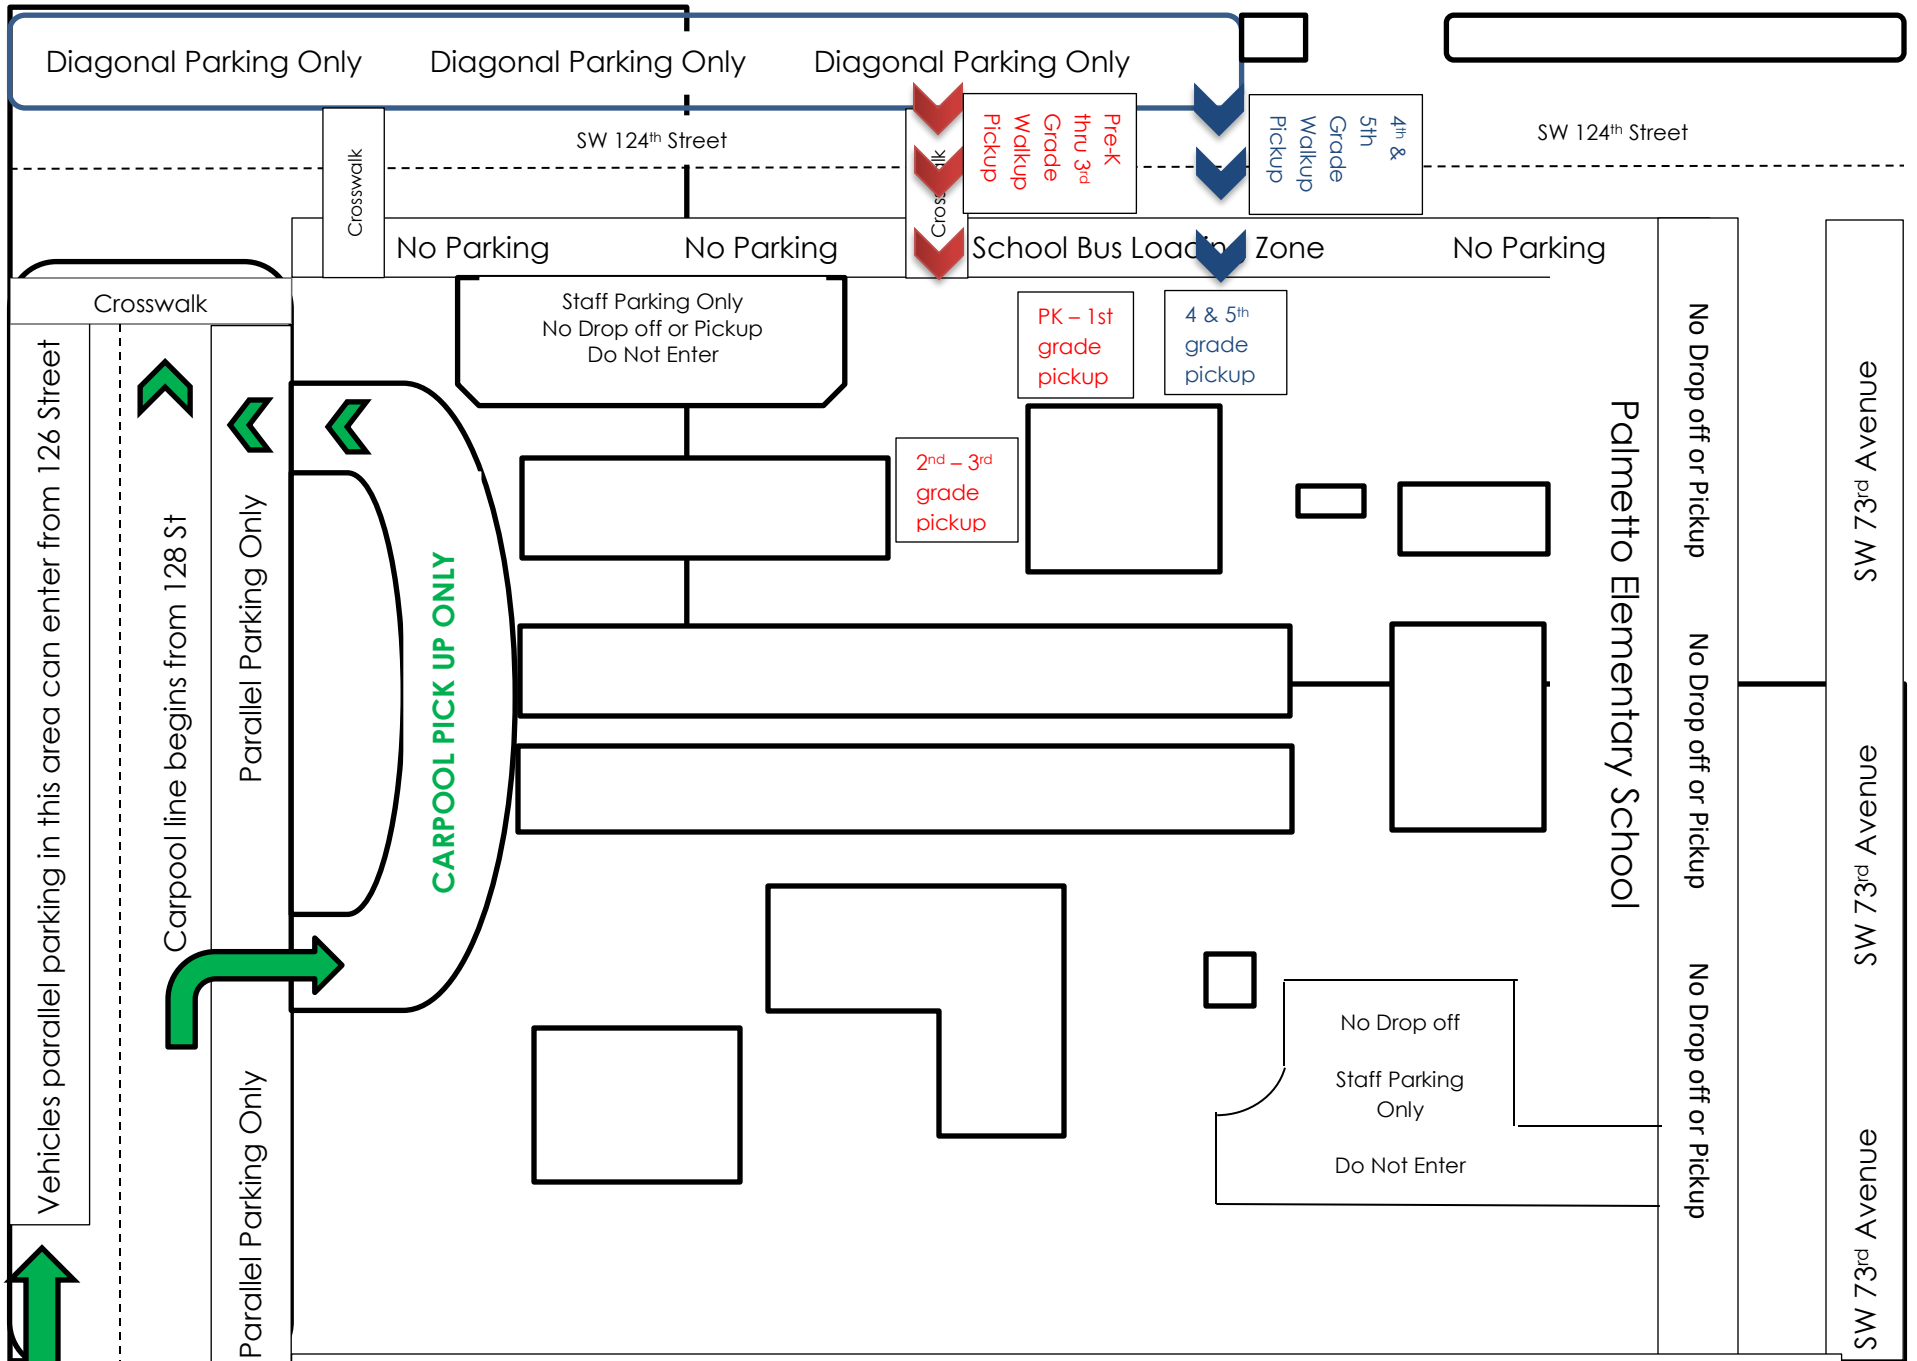 Diagonal Parking Only
Diagonal Parking Only
Diagonal Parking Only
SW 124th Street
SW 124th Street
Crosswalk
Pre-K
thru 3rd
Grade
Walkup
Pickup
4th &
5th
Grade
Walkup
Pickup
No Parking
No Parking
School Bus Loading Zone
No Parking
Crosswalk
Staff Parking Only
No Drop off or Pickup
Do Not Enter
PK – 1st
grade
pickup
4 & 5th
grade
pickup
2nd – 3rd
grade
pickup
Vehicles parallel parking in this area can enter from 126 Street
Carpool line begins from 128 St
Parallel Parking Only
Parallel Parking Only
CARPOOL PICK UP ONLY
Palmetto Elementary School
No Drop off or Pickup
No Drop off or Pickup
No Drop off or Pickup
SW 73rd Avenue
SW 73rd Avenue
SW 73rd Avenue
No Drop off
Staff Parking
Only
Do Not Enter